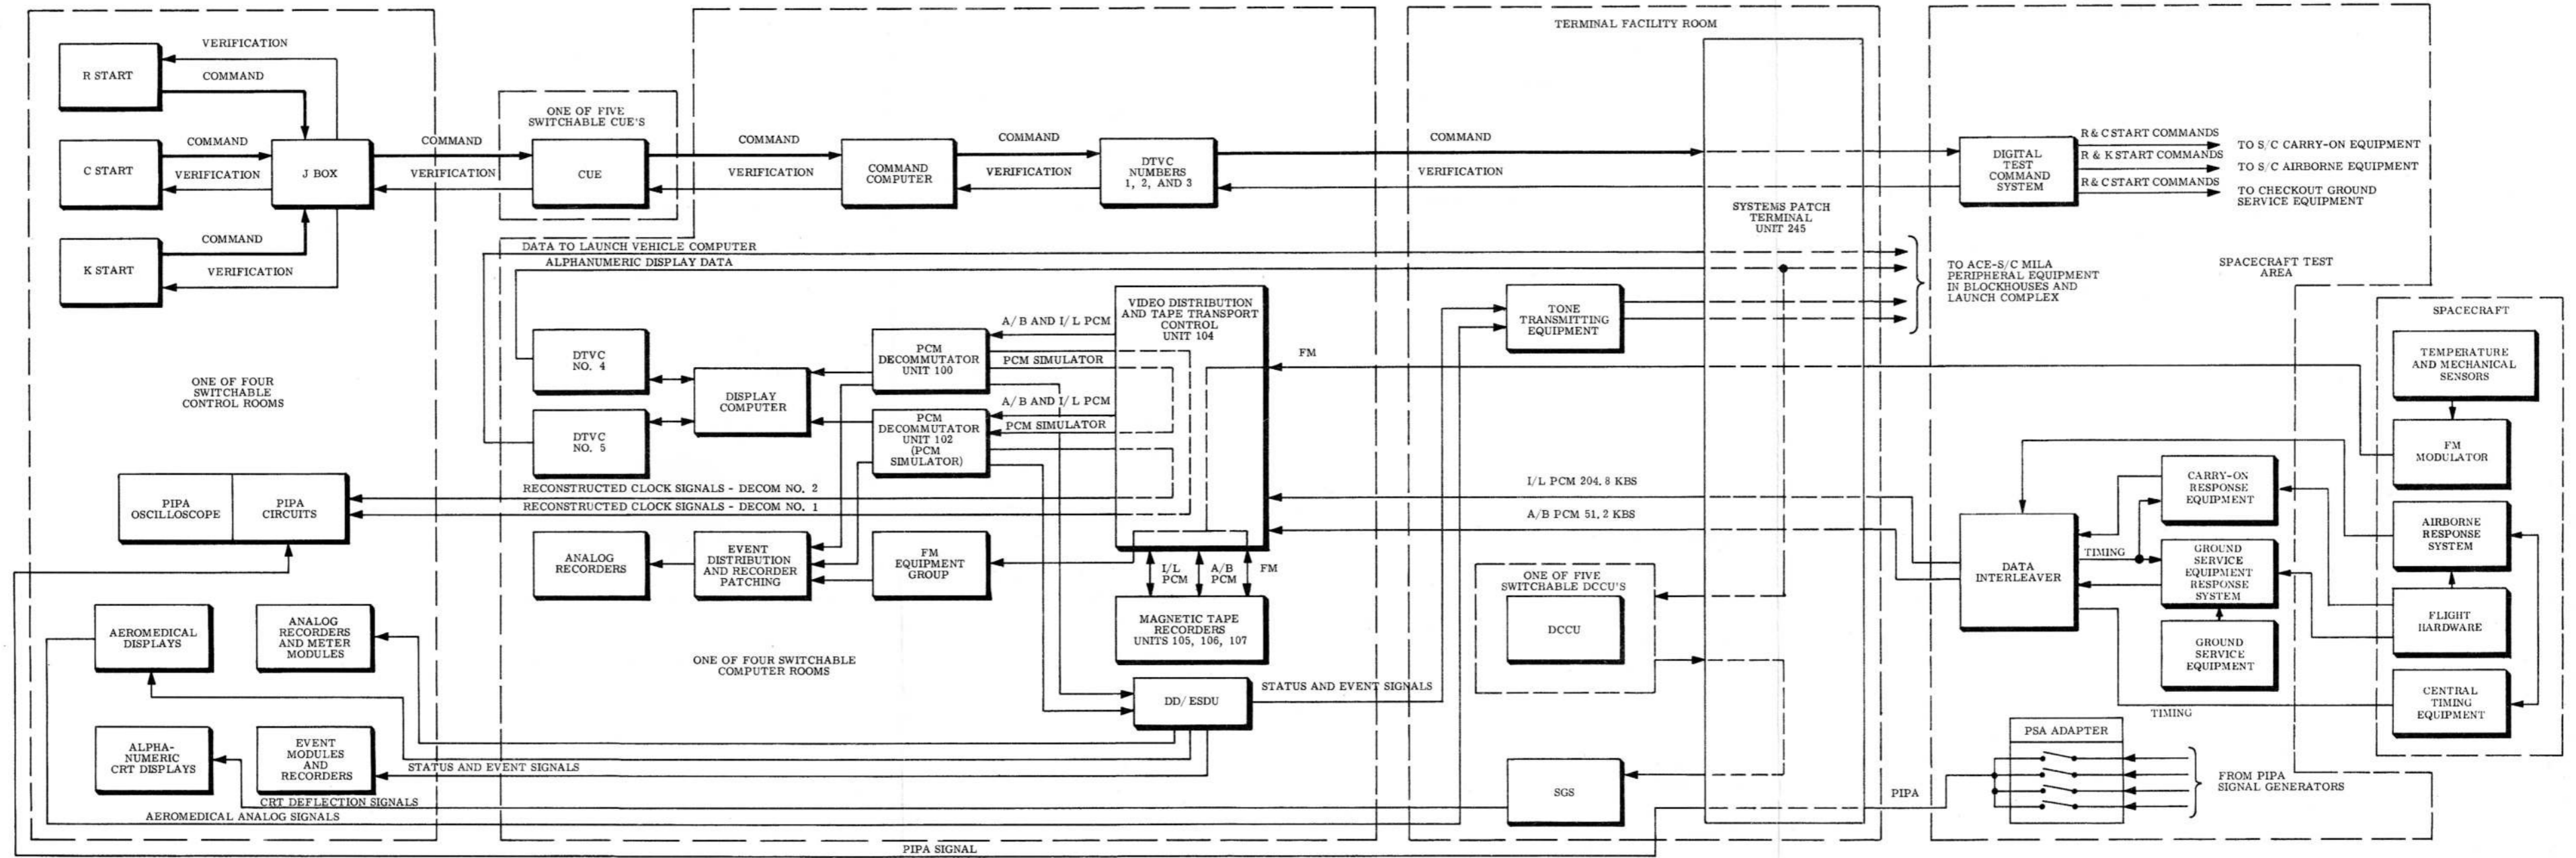 TERMINAL FACILITY ROOM
R START
VERIFICATION
COMMAND
C START
COMMAND
VERIFICATION
J BOX
K START
COMMAND
VERIFICATION
COMMAND
VERIFICATION
ONE OF FIVE
SWITCHABLE CUE'S
CUE
COMMAND
VERIFICATION
COMMAND
COMPUTER
COMMAND
VERIFICATION
DTVC
NUMBERS
1, 2, AND 3
COMMAND
VERIFICATION
SYSTEMS PATCH
TERMINAL
UNIT 245
DIGITAL
TEST
COMMAND
SYSTEM
R & C START COMMANDS
TO S/C CARRY-ON EQUIPMENT
R & K START COMMANDS
TO S/C AIRBORNE EQUIPMENT
R & C START COMMANDS
TO CHECKOUT GROUND
SERVICE EQUIPMENT
DATA TO LAUNCH VEHICLE COMPUTER
ALPHANUMERIC DISPLAY DATA
TO ACE-S/C MILA
PERIPHERAL EQUIPMENT
IN BLOCKHOUSES AND
LAUNCH COMPLEX
SPACECRAFT TEST
AREA
ONE OF FOUR
SWITCHABLE
CONTROL ROOMS
DTVC
NO. 4
DTVC
NO. 5
DISPLAY
COMPUTER
PCM
DECOMMUTATOR
UNIT 100
PCM
DECOMMUTATOR
UNIT 102
(PCM
SIMULATOR)
A/B AND I/L PCM
PCM SIMULATOR
A/B AND I/L PCM
PCM SIMULATOR
VIDEO DISTRIBUTION
AND TAPE TRANSPORT
CONTROL
UNIT 104
TONE
TRANSMITTING
EQUIPMENT
FM
SPACECRAFT
TEMPERATURE
AND MECHANICAL
SENSORS
FM
MODULATOR
AIRBORNE
RESPONSE
SYSTEM
FLIGHT
HARDWARE
CENTRAL
TIMING
EQUIPMENT
PIPA
OSCILLOSCOPE
PIPA
CIRCUITS
RECONSTRUCTED CLOCK SIGNALS - DECOM NO. 2
RECONSTRUCTED CLOCK SIGNALS - DECOM NO. 1
I/L PCM 204.8 KBS
A/B PCM 51.2 KBS
DATA
INTERLEAVER
TIMING
CARRY-ON
RESPONSE
EQUIPMENT
GROUND
SERVICE
EQUIPMENT
RESPONSE
SYSTEM
GROUND
SERVICE
EQUIPMENT
TIMING
ANALOG
RECORDERS
EVENT
DISTRIBUTION
AND RECORDER
PATCHING
FM
EQUIPMENT
GROUP
I/L
PCM
A/B
PCM
FM
MAGNETIC TAPE
RECORDERS
UNITS 105, 106, 107
ONE OF FIVE
SWITCHABLE DCCU'S
DCCU
AEROMEDICAL
DISPLAYS
ANALOG
RECORDERS
AND METER
MODULES
ONE OF FOUR SWITCHABLE
COMPUTER ROOMS
DD/ESDU
STATUS AND EVENT SIGNALS
ALPHA-
NUMERIC
CRT DISPLAYS
EVENT
MODULES
AND
RECORDERS
STATUS AND EVENT SIGNALS
CRT DEFLECTION SIGNALS
AEROMEDICAL ANALOG SIGNALS
SGS
PIPA
PSA ADAPTER
FROM PIPA
SIGNAL GENERATORS
PIPA SIGNAL